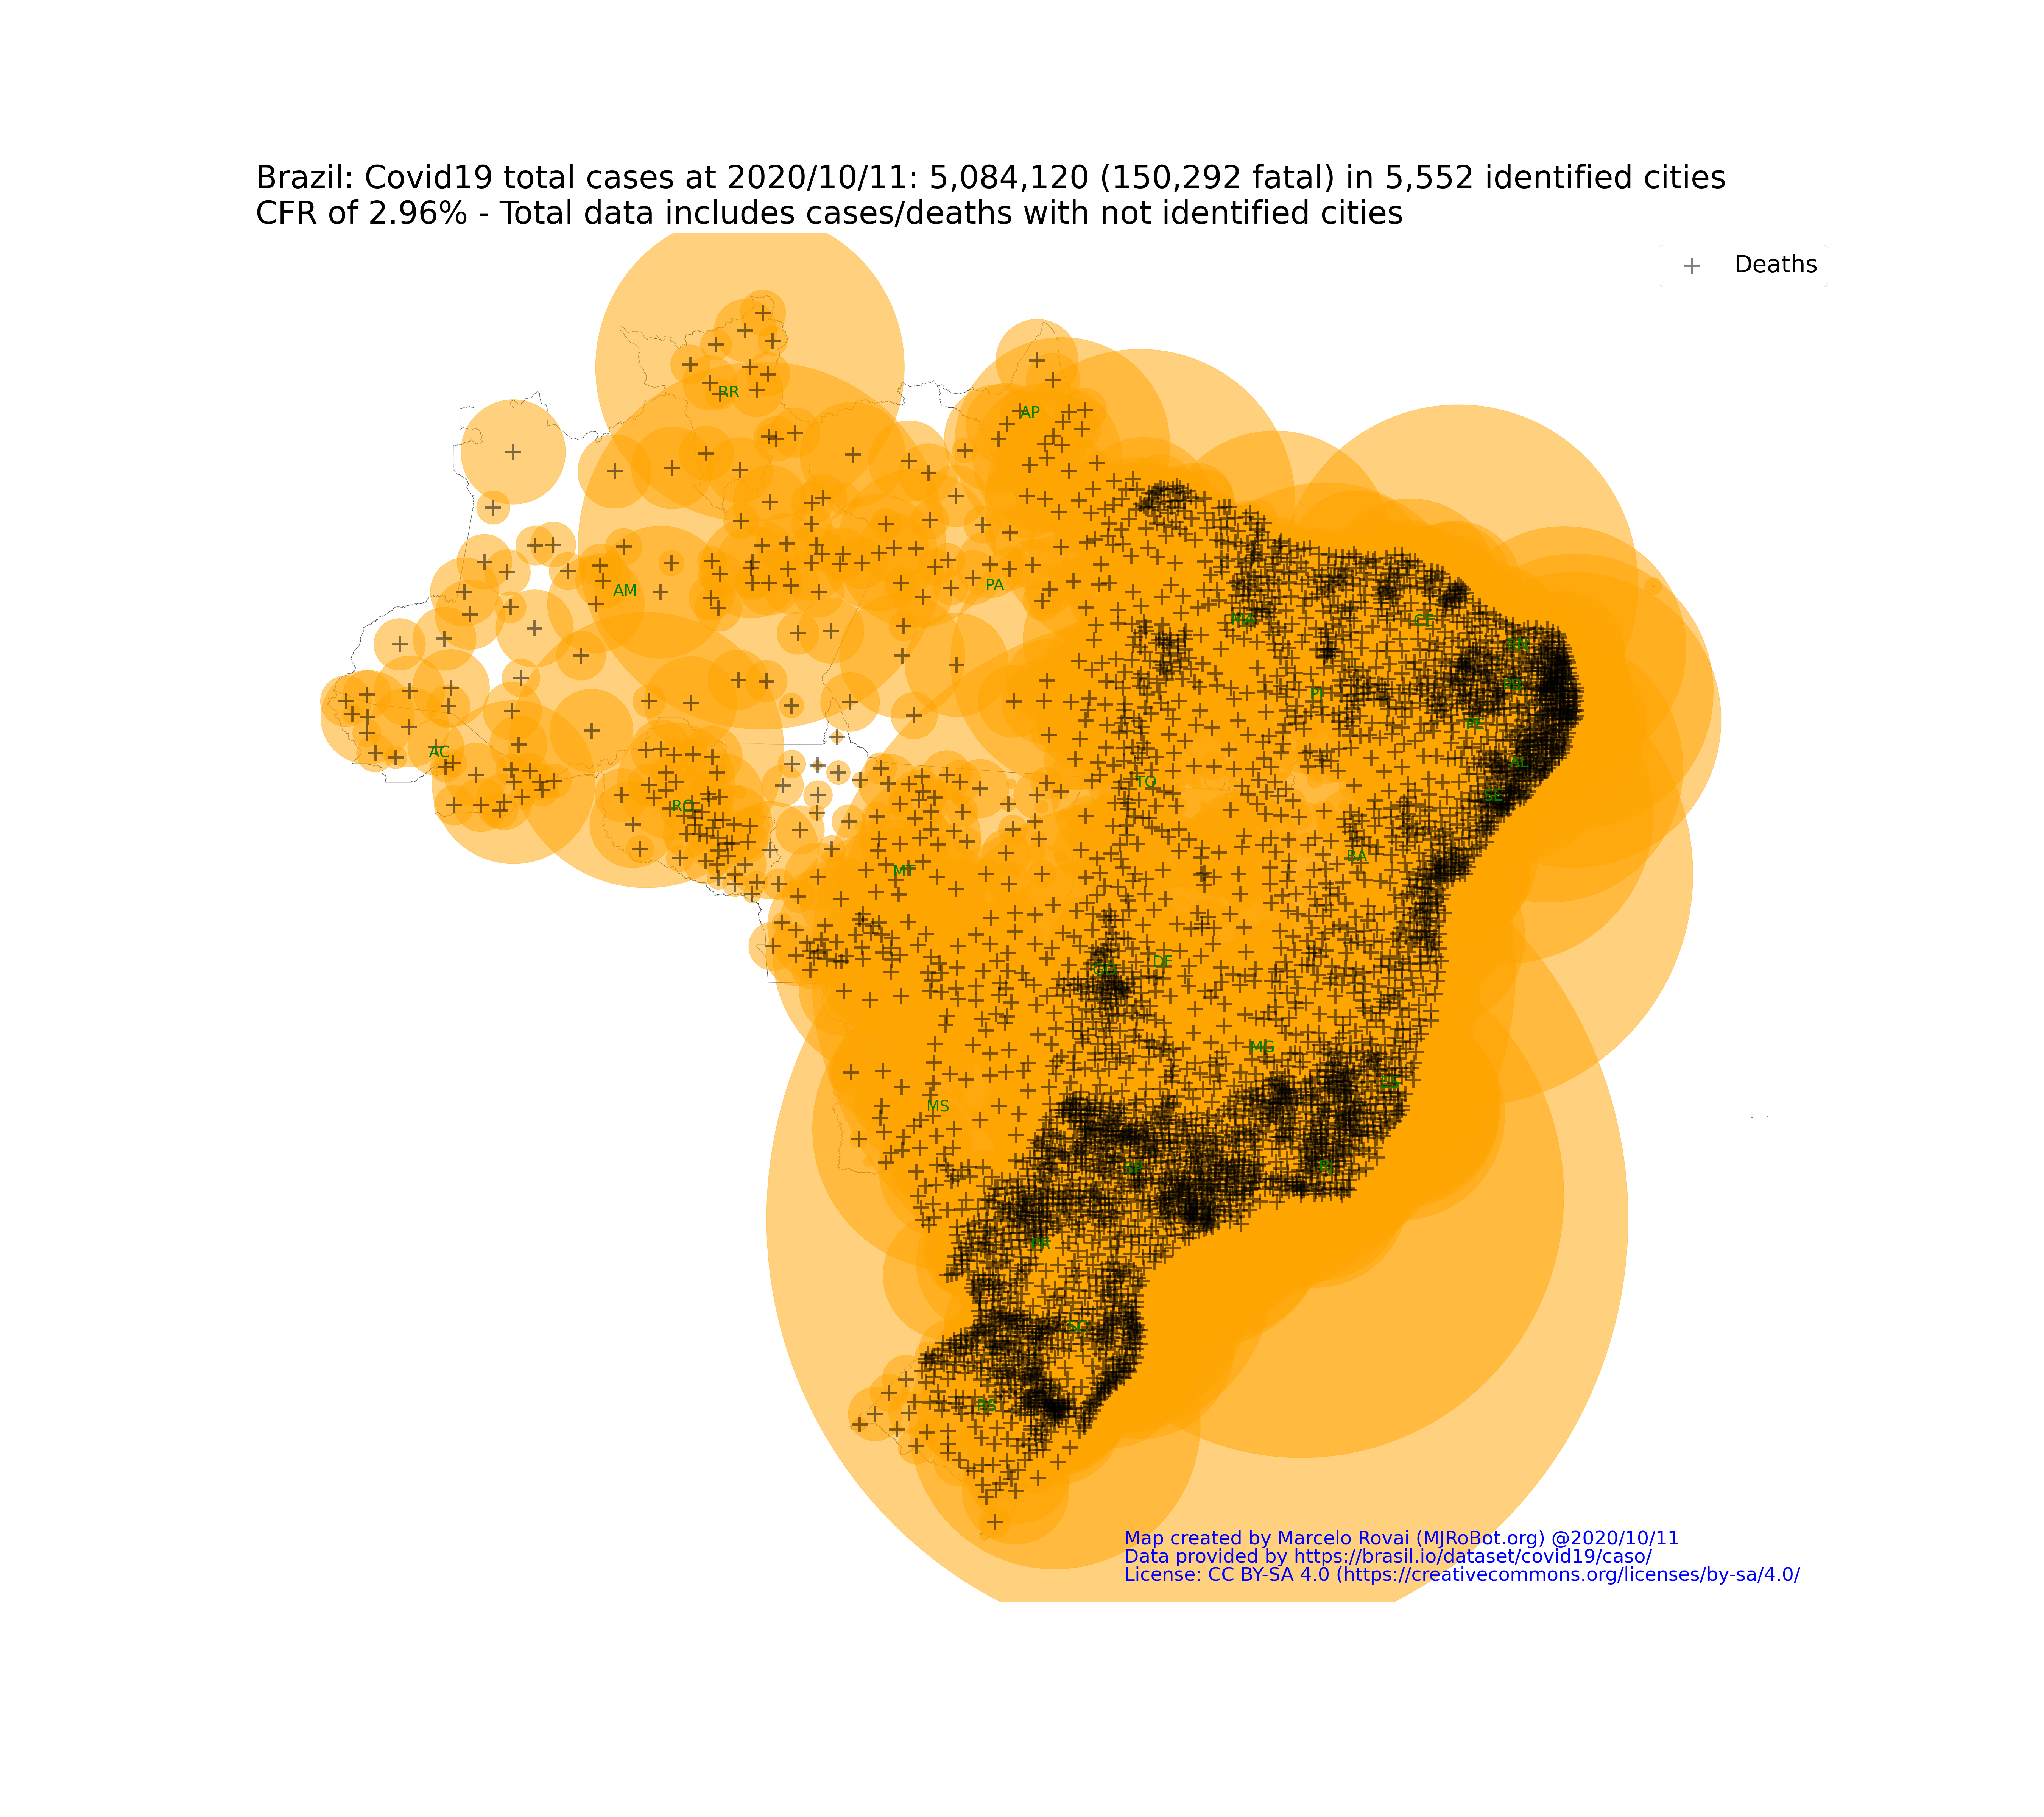 Brazil: Covid19 total cases at 2020/10/11: 5,084,120 (150,292 fatal) in 5,552 identified cities
CFR of 2.96% - Total data includes cases/deaths with not identified cities
Deaths
RR
AP
AM
PA
MA
CE
RN
PI
PB
PE
AC
AL
TO
SE
RO
BA
MT
DF
GO
MG
ES
MS
SP
RJ
PR
SC
RS
Map created by Marcelo Rovai (MJRoBot.org) @2020/10/11
Data provided by https://brasil.io/dataset/covid19/caso/
License: CC BY-SA 4.0 (https://creativecommons.org/licenses/by-sa/4.0/